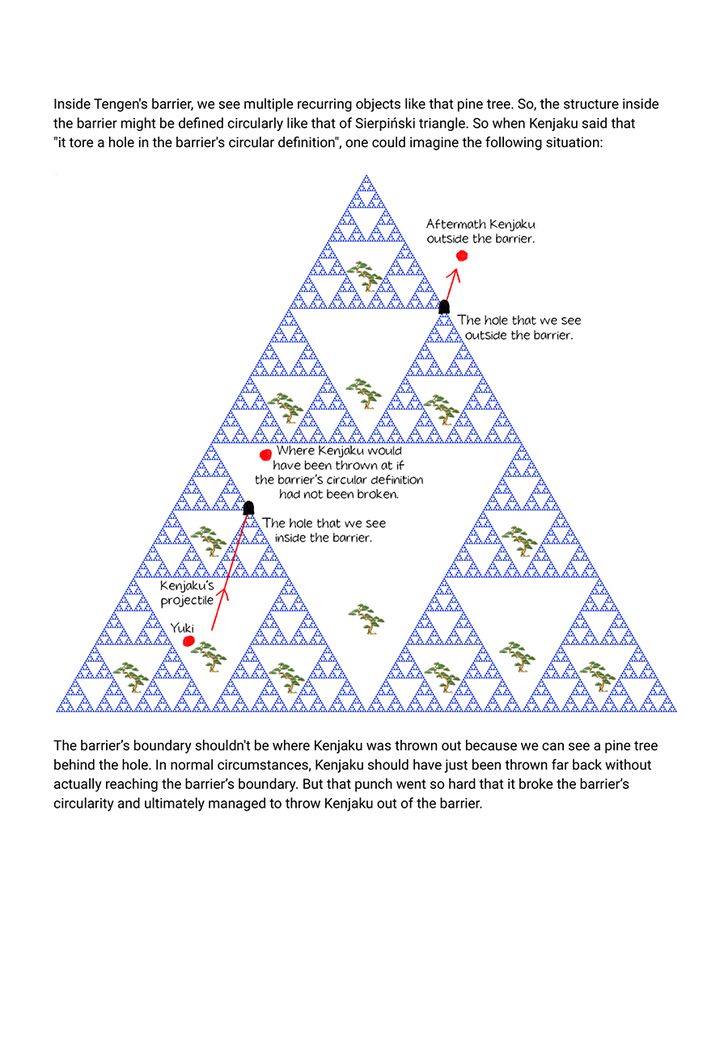 Inside Tengen's barrier, we see multiple recurring objects like that pine tree. So, the structure inside
the barrier might be defined circularly like that of Sierpiński triangle. So when Kenjaku said that
"it tore a hole in the barrier's circular definition", one could imagine the following situation:
Aftermath Kenjaku
outside the barrier.
The hole that we see
outside the barrier.
Where Kenjaku would
have been thrown at if
the barrier's circular definition
had not been broken.
The hole that we see
inside the barrier.
Kenjaku's
projectile
Yuki
The barrier’s boundary shouldn't be where Kenjaku was thrown out because we can see a pine tree
behind the hole. In normal circumstances, Kenjaku should have just been thrown far back without
actually reaching the barrier’s boundary. But that punch went so hard that it broke the barrier’s
circularity and ultimately managed to throw Kenjaku out of the barrier.